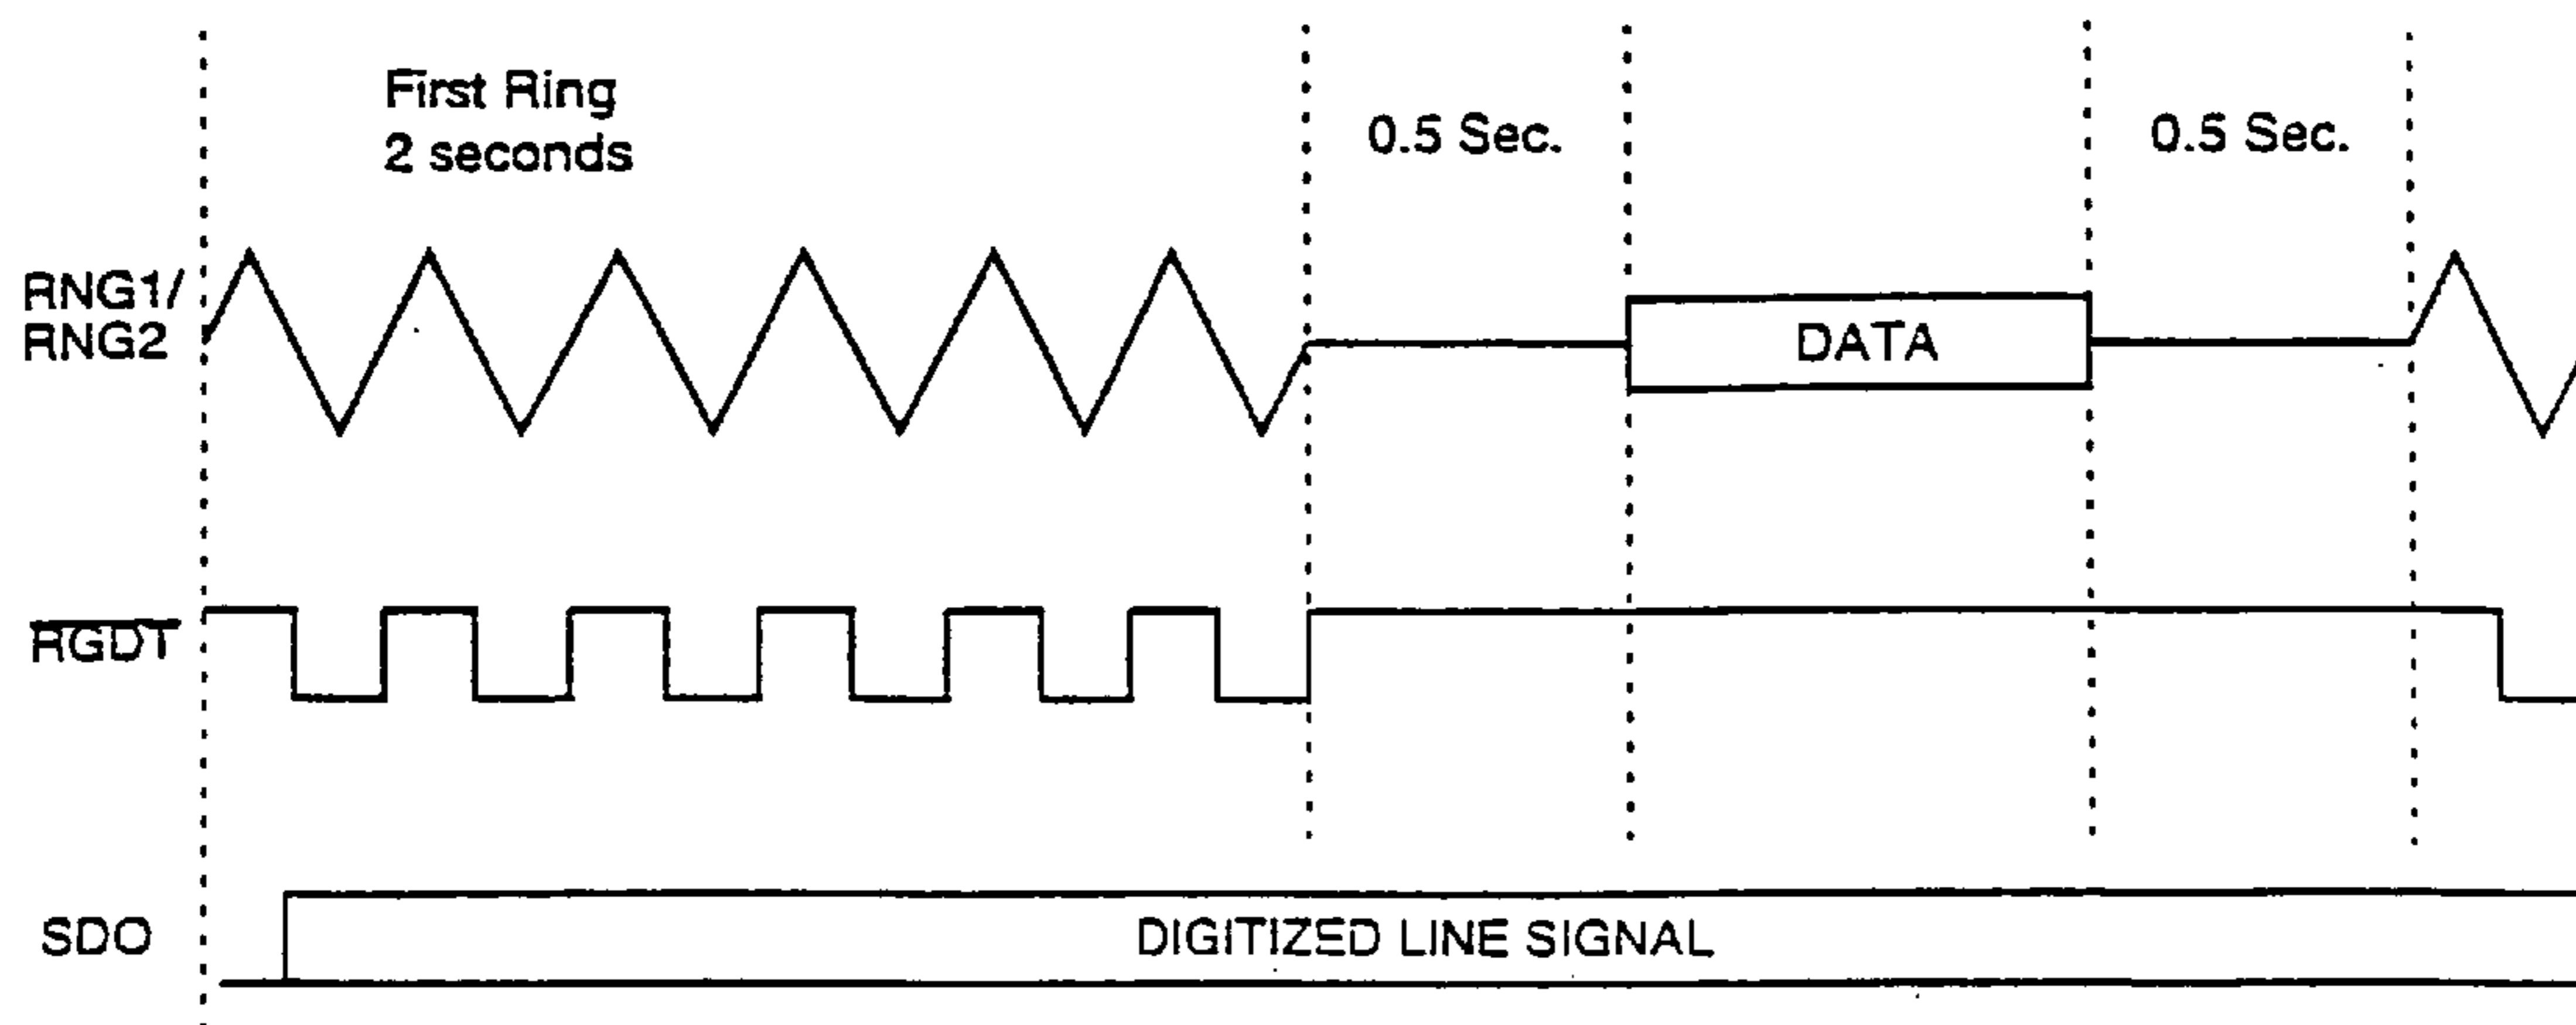 First Ring
2 seconds
0.5 Sec.
0.5 Sec.
RNG1/
RNG2
DATA
RGDT
SDO
DIGITIZED LINE SIGNAL